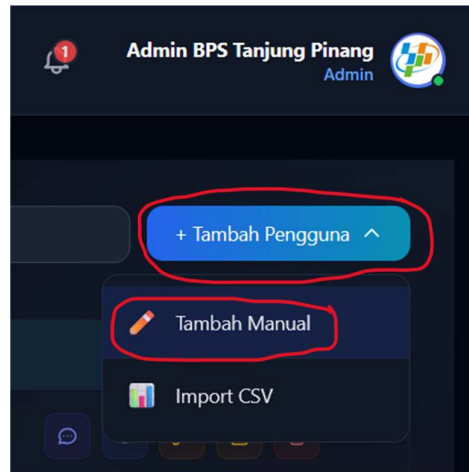 1
Admin BPS Tanjung Pinang
Admin
+ Tambah Pengguna
Tambah Manual
Import CSV